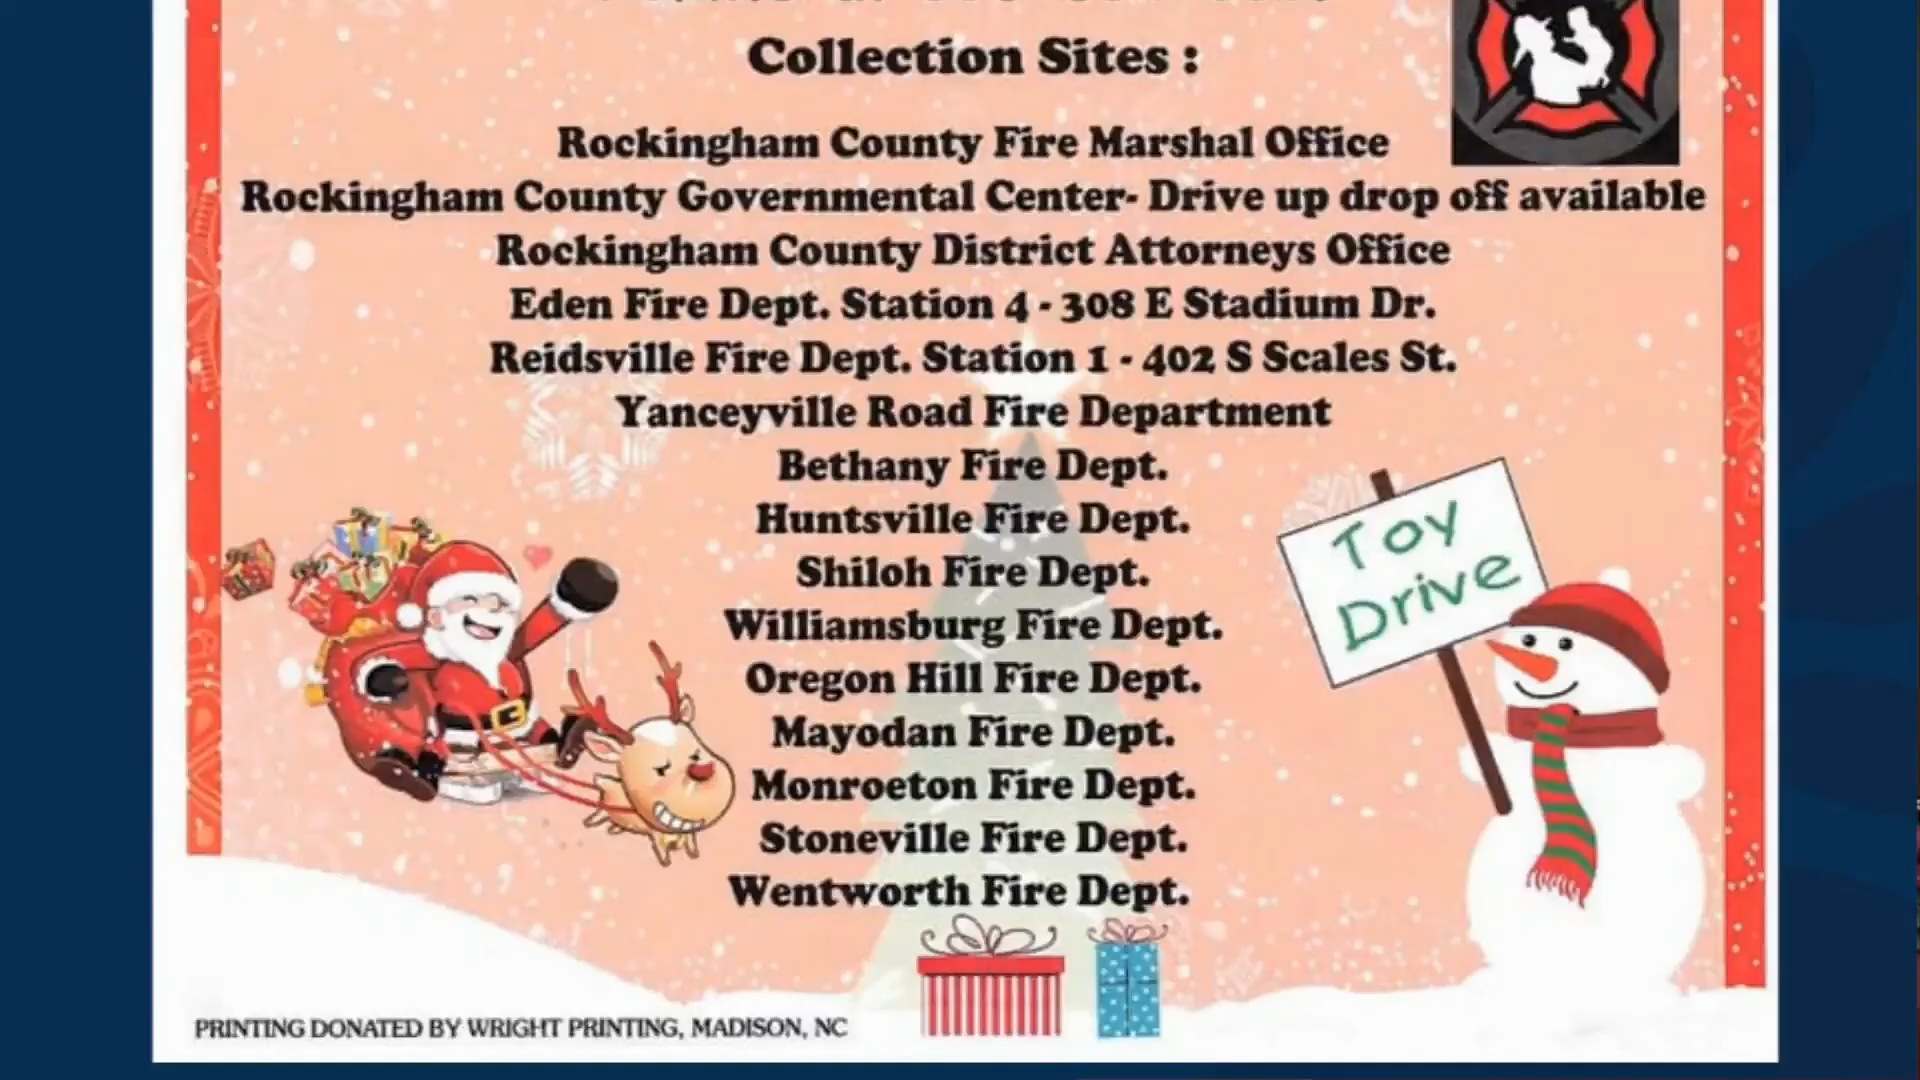 Collection Sites :
Rockingham County Fire Marshal Office
Rockingham County Governmental Center- Drive up drop off available
Rockingham County District Attorneys Office
Eden Fire Dept. Station 4 - 308 E Stadium Dr.
Reidsville Fire Dept. Station 1 - 402 S Scales St.
Yanceyville Road Fire Department
Bethany Fire Dept.
Huntsville Fire Dept.
Shiloh Fire Dept.
Williamsburg Fire Dept.
Oregon Hill Fire Dept.
Mayodan Fire Dept.
Monroeton Fire Dept.
Stoneville Fire Dept.
Wentworth Fire Dept.
Toy
Drive
PRINTING DONATED BY WRIGHT PRINTING, MADISON, NC